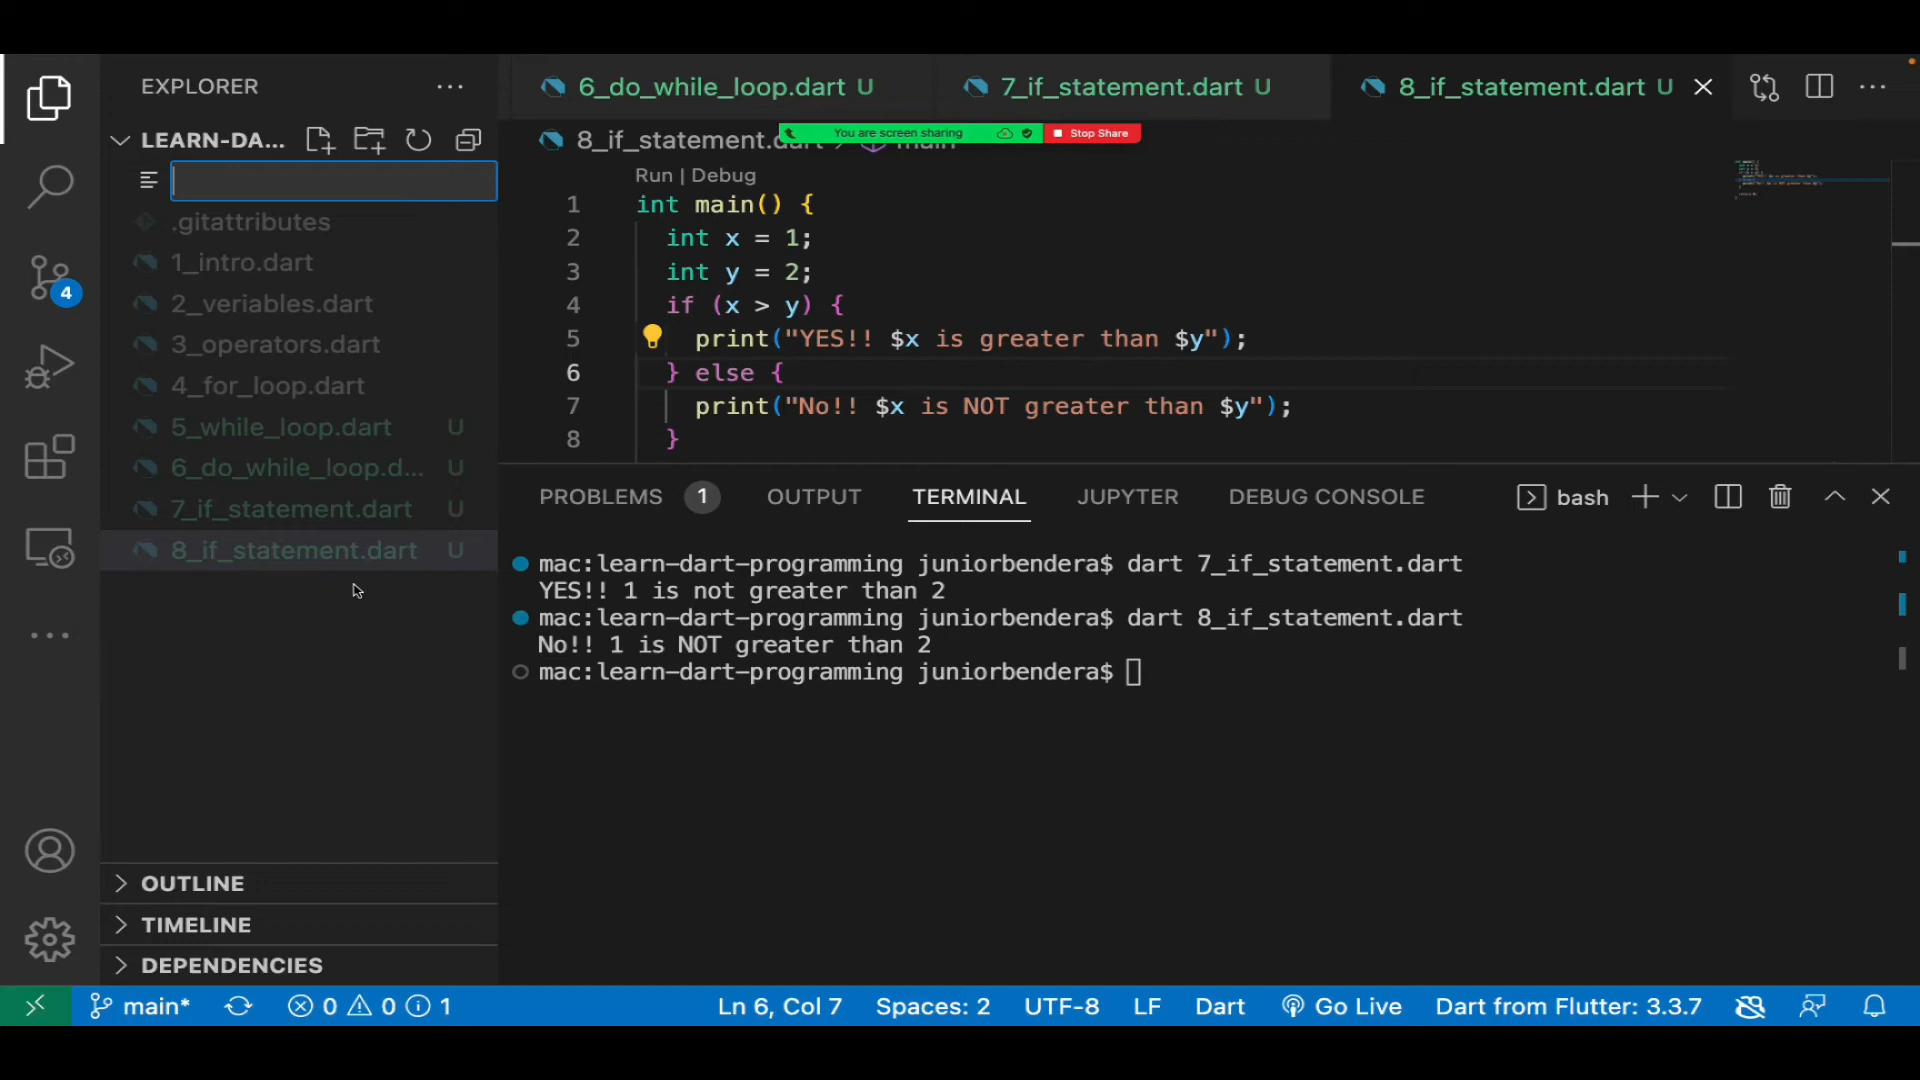 EXPLORER
LEARN-DA...
.gitattributes
1_intro.dart
2_veriables.dart
3_operators.dart
4_for_loop.dart
5_while_loop.dart U
6_do_while_loop.d... U
7_if_statement.dart U
8_if_statement.dart U
4
OUTLINE
TIMELINE
DEPENDENCIES
6_do_while_loop.dart U
7_if_statement.dart U
8_if_statement.dart U
8_if_statement.dart
main
You are screen sharing
Stop Share
Run | Debug
1 int main() {
2 int x = 1;
3 int y = 2;
4 if (x > y) {
5 print("YES!! $x is greater than $y");
6 } else {
7 print("No!! $x is NOT greater than $y");
8 }
PROBLEMS 1 OUTPUT TERMINAL JUPYTER DEBUG CONSOLE bash
mac:learn-dart-programming juniorbendera$ dart 7_if_statement.dart
YES!! 1 is not greater than 2
mac:learn-dart-programming juniorbendera$ dart 8_if_statement.dart
No!! 1 is NOT greater than 2
mac:learn-dart-programming juniorbendera$
main* 0 0 1 Ln 6, Col 7 Spaces: 2 UTF-8 LF Dart Go Live Dart from Flutter: 3.3.7